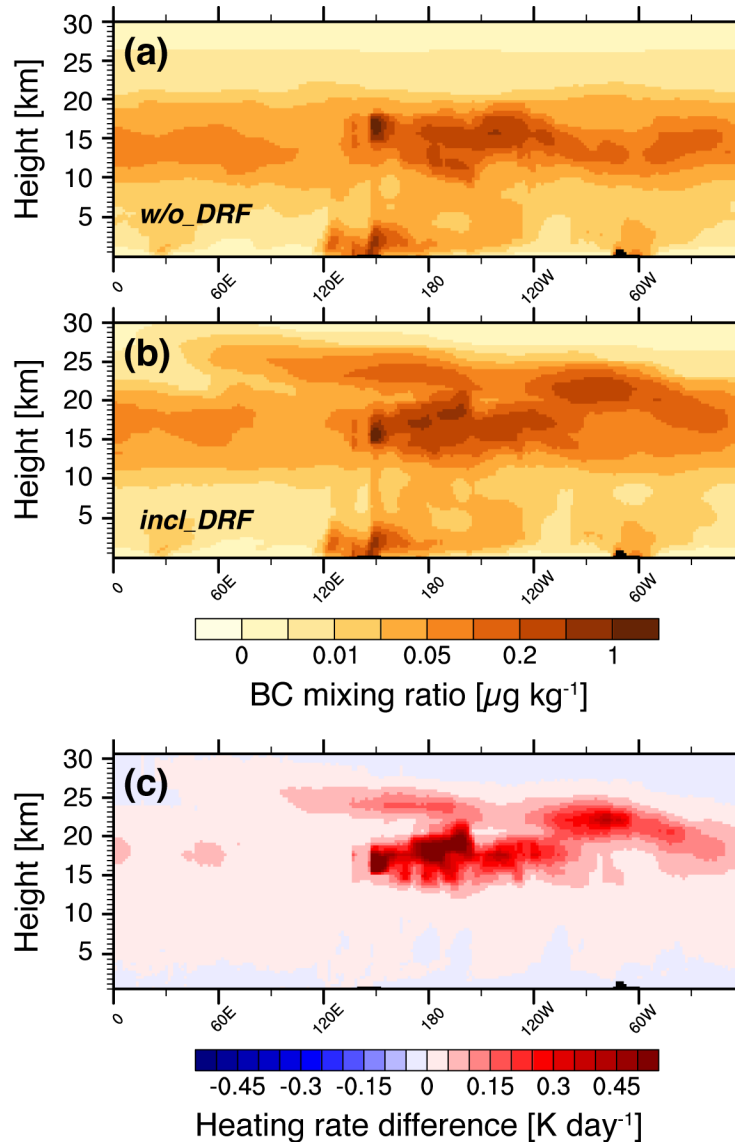 (a)
Height [km]
30
25
20
15
10
5
w/o_DRF
0 60E 120E 180 120W 60W
(b)
Height [km]
30
25
20
15
10
5
incl_DRF
0 60E 120E 180 120W 60W
0 0.01 0.05 0.2 1
BC mixing ratio [µg kg⁻¹]
(c)
Height [km]
30
25
20
15
10
5
0 60E 120E 180 120W 60W
-0.45 -0.3 -0.15 0 0.15 0.3 0.45
Heating rate difference [K day⁻¹]